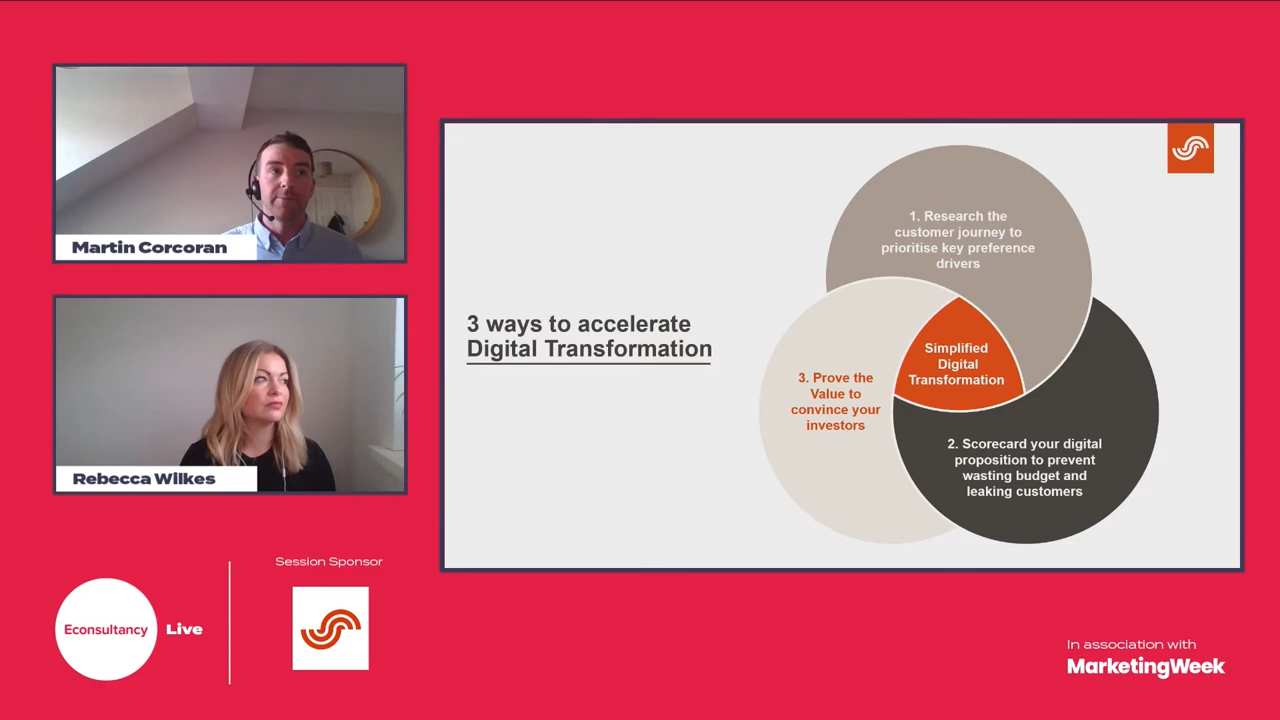 Martin Corcoran
Rebecca Wilkes
Econsultancy
Live
Session Sponsor
3 ways to accelerate
Digital Transformation
1. Research the
customer journey to
prioritise key preference
drivers
Simplified
Digital
Transformation
3. Prove the
Value to
convince your
investors
2. Scorecard your digital
proposition to prevent
wasting budget and
leaking customers
In association with
MarketingWeek